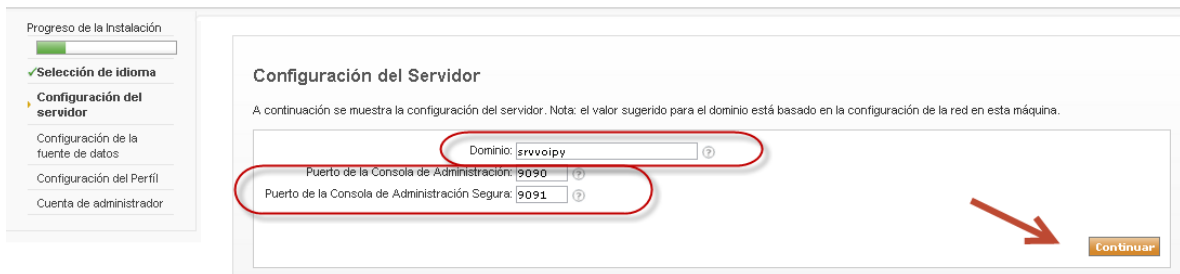 Progreso de la Instalación
Selección de idioma
Configuración del
servidor
Configuración de la
fuente de datos
Configuración del Perfíl
Cuenta de administrador
Configuración del Servidor
A continuación se muestra la configuración del servidor. Nota: el valor sugerido para el dominio está basado en la configuración de la red en esta máquina.
Dominio: srvvoipy ?
Puerto de la Consola de Administración: 9090 ?
Puerto de la Consola de Administración Segura: 9091 ?
Continuar